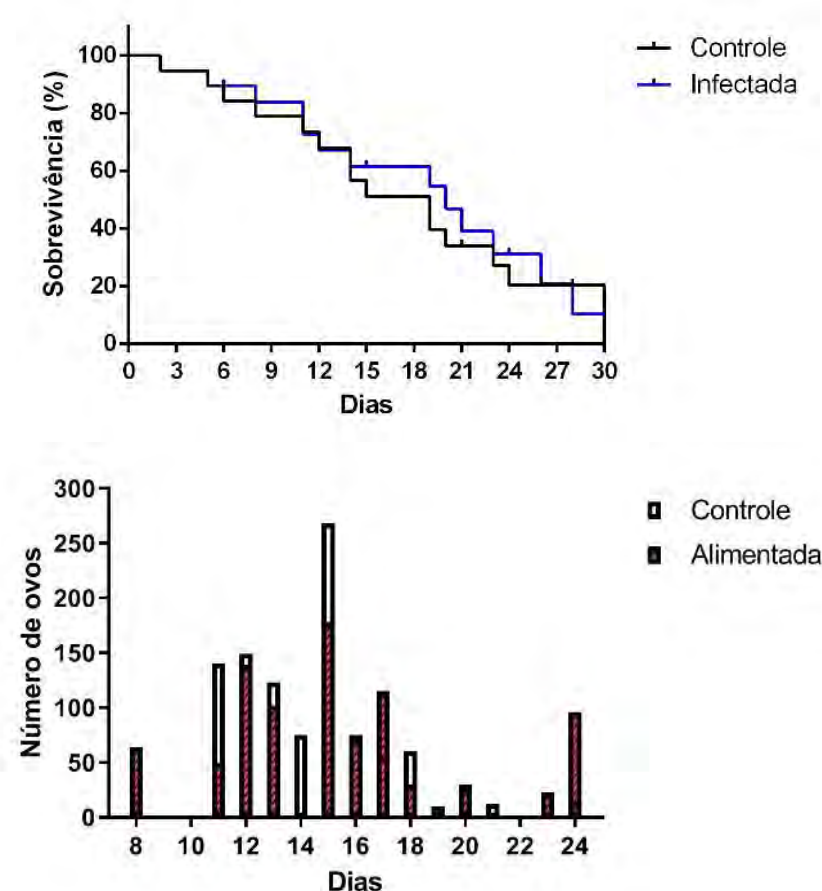 Sobrevivência (%)
100
80
60
40
20
0
0 3 6 9 12 15 18 21 24 27 30
Dias
Controle
Infectada
Número de ovos
300
250
200
150
100
50
0
8 10 12 14 16 18 20 22 24
Dias
Controle
Alimentada